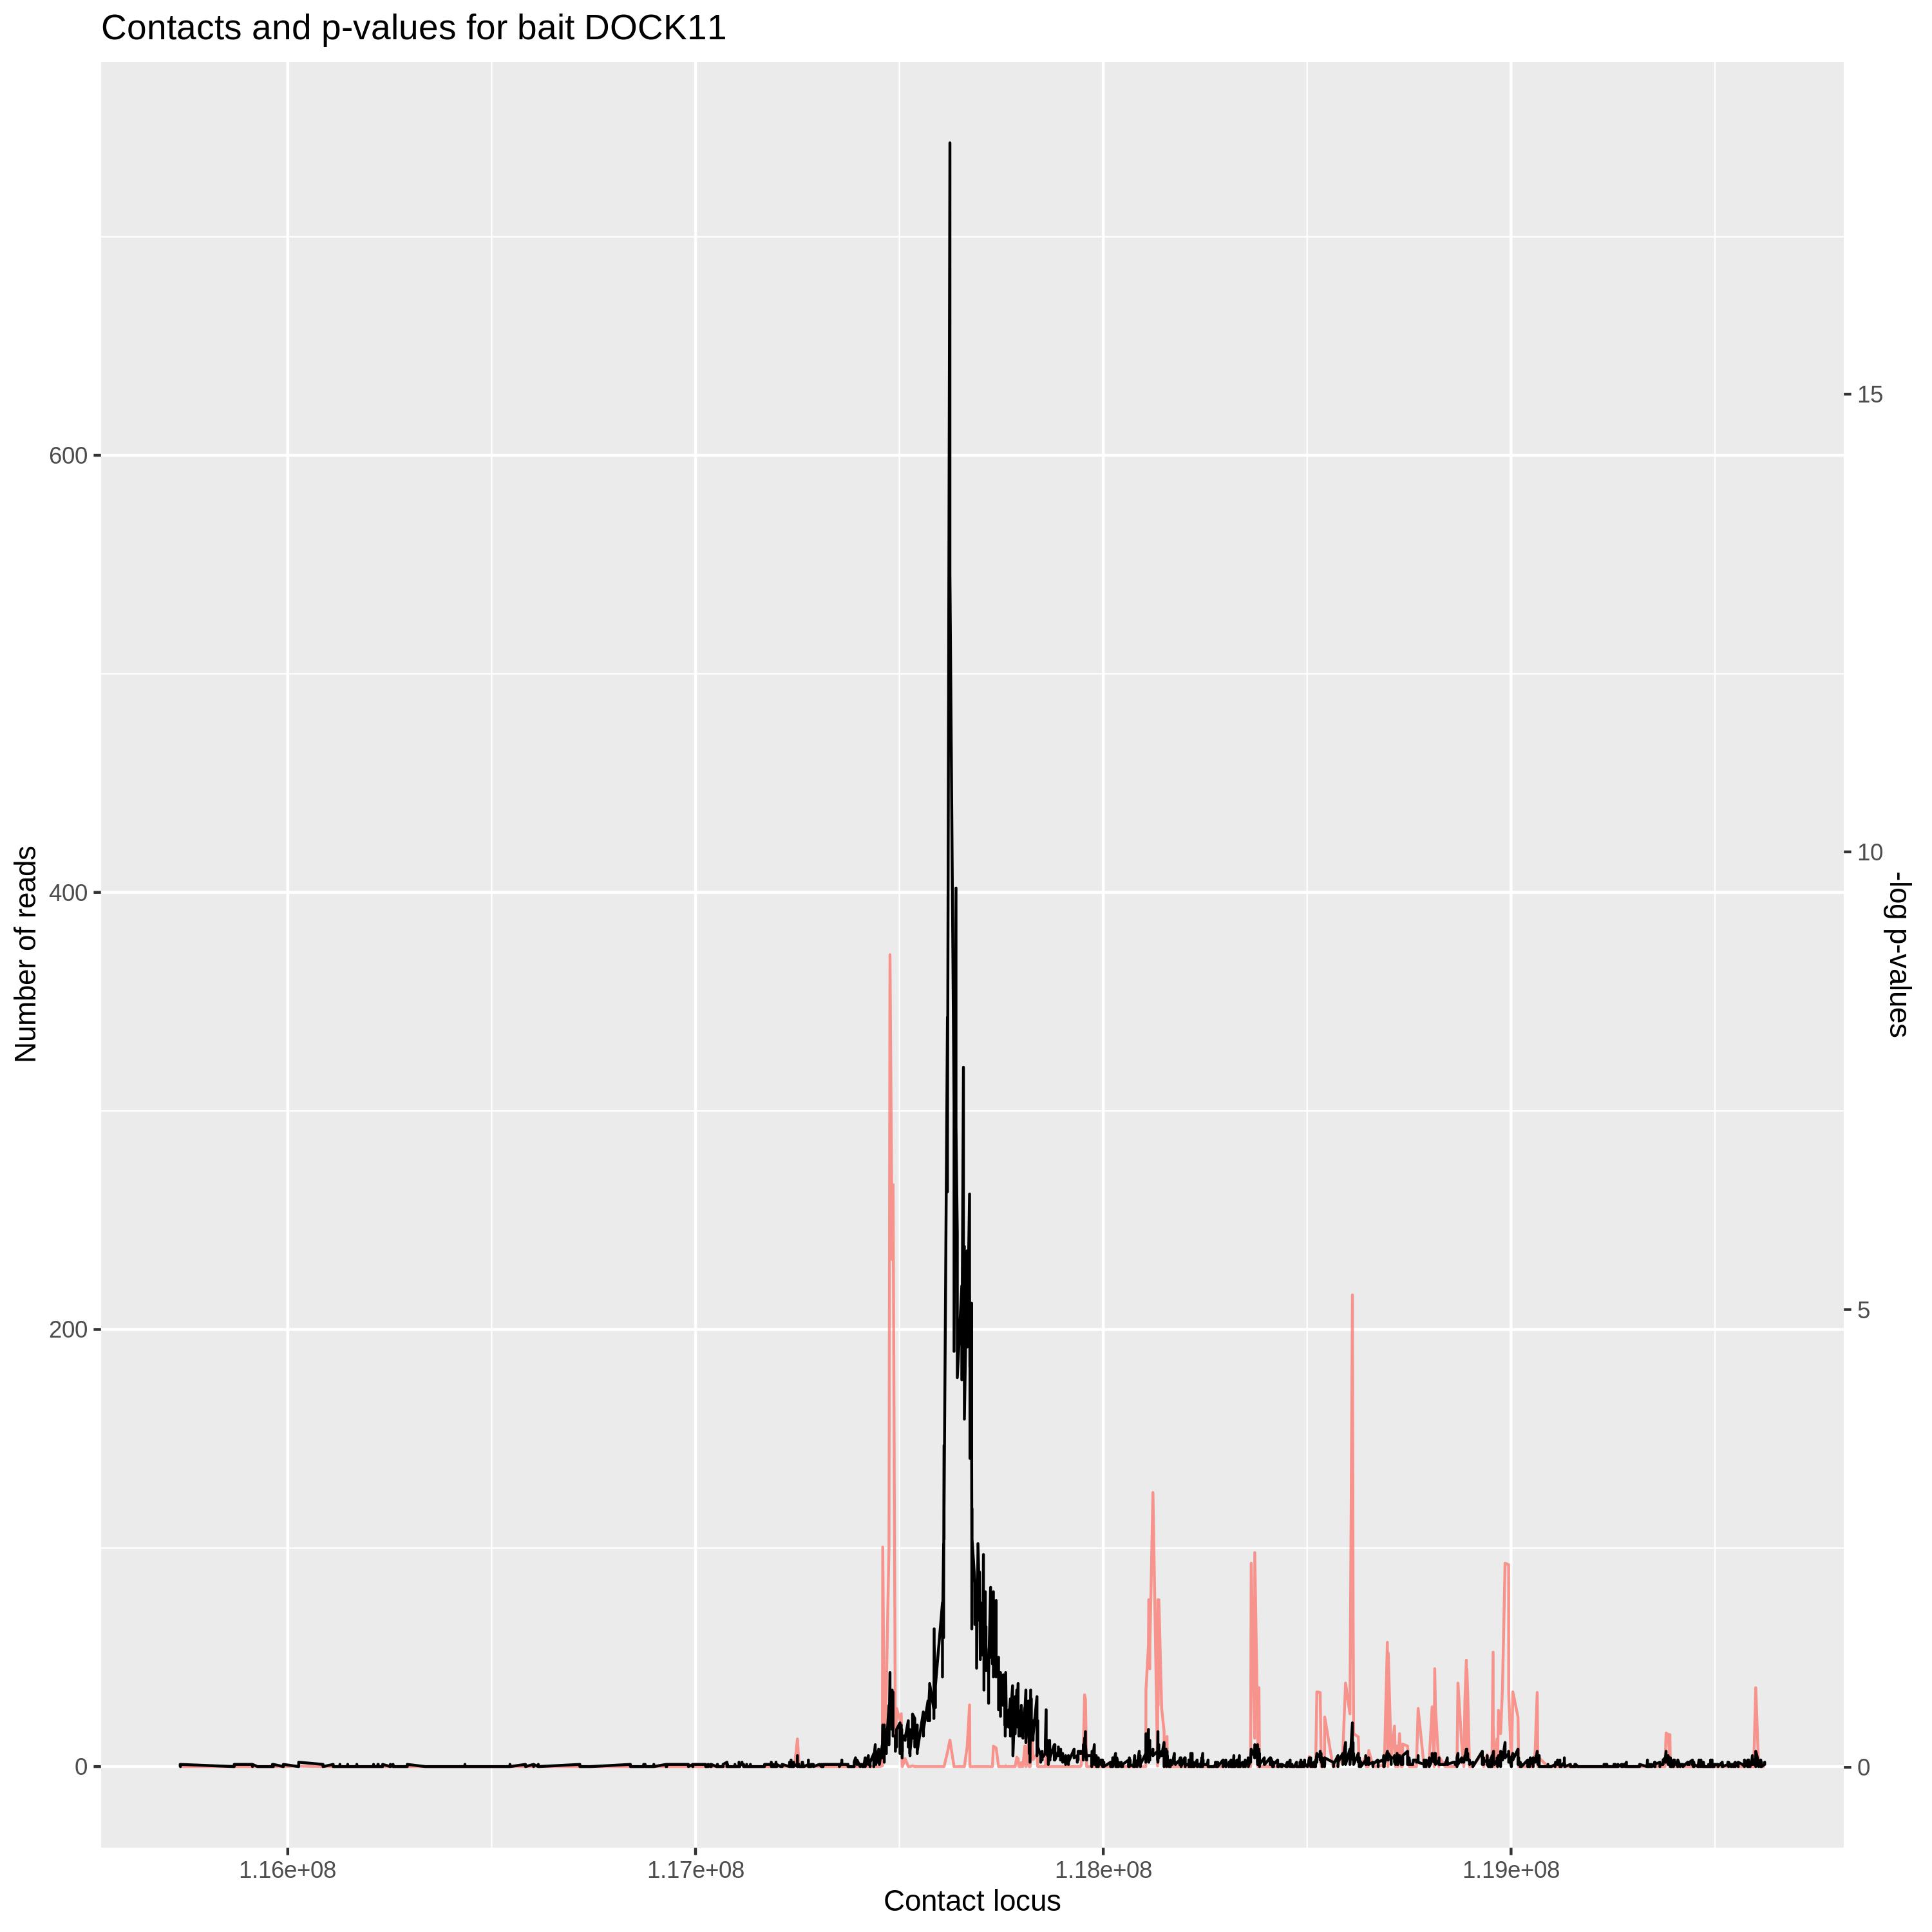 Contacts and p-values for bait DOCK11
Number of reads
600
400
200
0
15
10
5
0
-log p-values
1.16e+08
1.17e+08
1.18e+08
1.19e+08
Contact locus